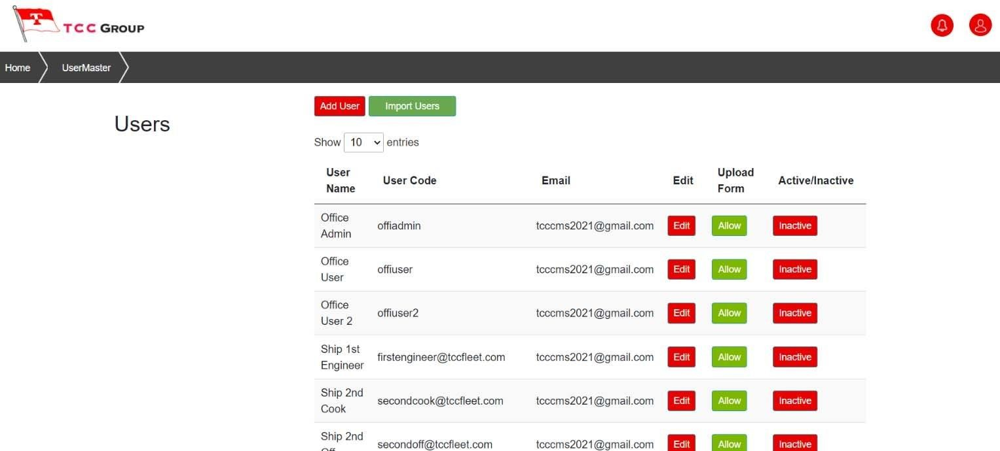 T
TCC GROUP
Home
UserMaster
Users
Add User
Import Users
Show 10 entries
User Name
User Code
Email
Edit
Upload Form
Active/Inactive
Office Admin
offiadmin
tcccms2021@gmail.com
Edit
Allow
Inactive
Office User
offiuser
tcccms2021@gmail.com
Edit
Allow
Inactive
Office User 2
offiuser2
tcccms2021@gmail.com
Edit
Allow
Inactive
Ship 1st Engineer
firstengineer@tccfleet.com
tcccms2021@gmail.com
Edit
Allow
Inactive
Ship 2nd Cook
secondcook@tccfleet.com
tcccms2021@gmail.com
Edit
Allow
Inactive
Ship 2nd
secondoff@tccfleet.com
tcccms2021@gmail.com
Edit
Allow
Inactive